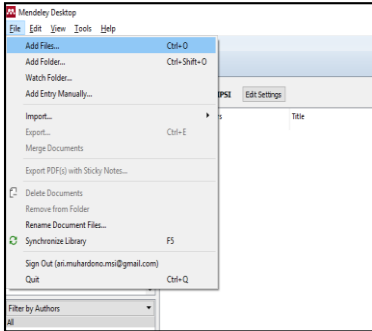 Mendeley Desktop
File Edit View Tools Help
Add Files... Ctrl+O
Add Folder... Ctrl+Shift+O
Watch Folder...
Add Entry Manually...
IPSI Edit Settings
Title
Import...
Export... Ctrl+E
Merge Documents
Export PDF(s) with Sticky Notes...
Delete Documents
Remove from Folder
Rename Document Files...
Synchronize Library F5
Sign Out (ari.muhardono.msi@gmail.com)
Quit Ctrl+Q
Filter by Authors
All